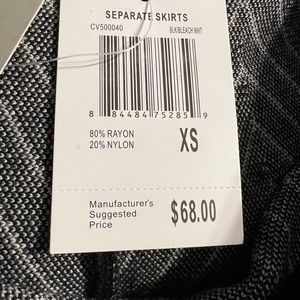 SEPARATE SKIRTS
CV500040 BLK/BLEACH WHT
8 84484 75285 9
80% RAYON
20% NYLON
XS
Manufacturer's
Suggested
Price
$68.00